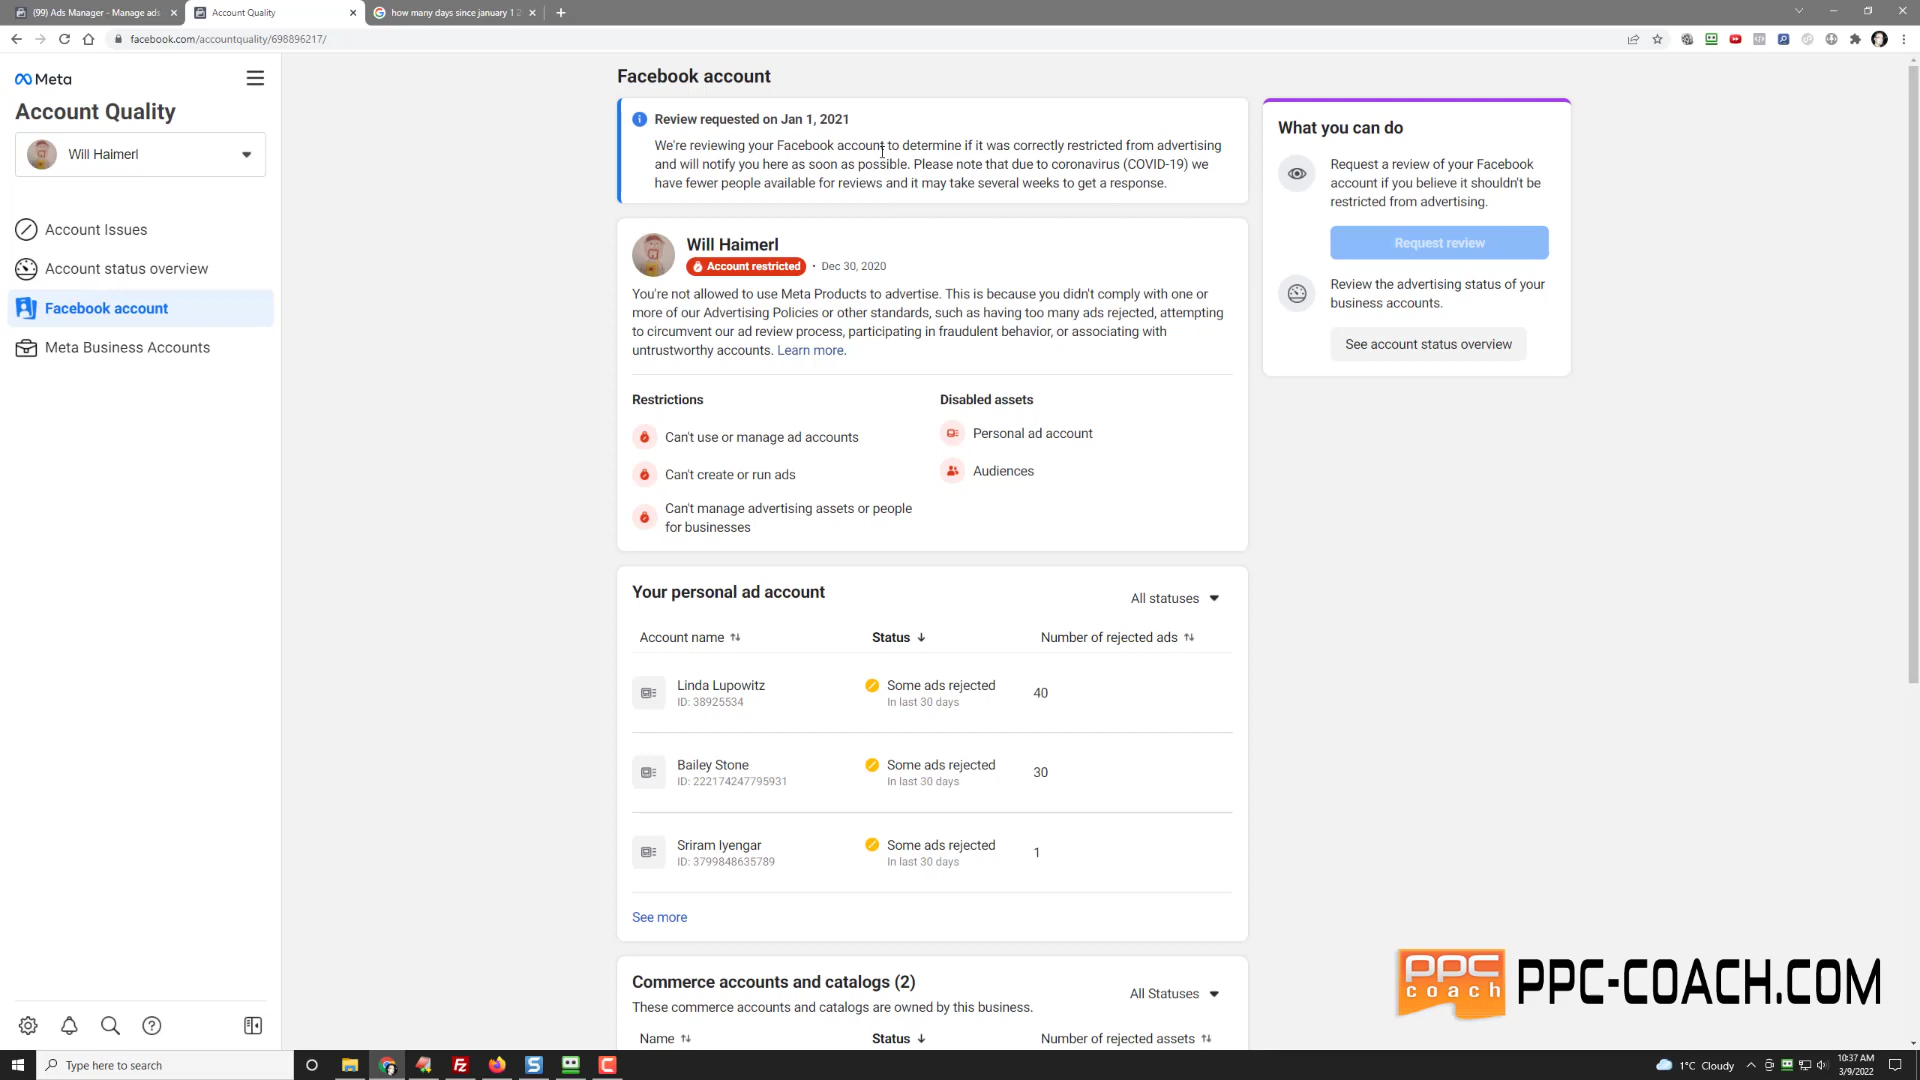 (99) Ads Manager - Manage ads
Account Quality
how many days since january 1 2
facebook.com/accountquality/698896217/
Meta
Account Quality
Will Haimerl
Account Issues
Account status overview
Facebook account
Meta Business Accounts
Facebook account
Review requested on Jan 1, 2021
We're reviewing your Facebook account to determine if it was correctly restricted from advertising
and will notify you here as soon as possible. Please note that due to coronavirus (COVID-19) we
have fewer people available for reviews and it may take several weeks to get a response.
Will Haimerl
Account restricted · Dec 30, 2020
You're not allowed to use Meta Products to advertise. This is because you didn't comply with one or
more of our Advertising Policies or other standards, such as having too many ads rejected, attempting
to circumvent our ad review process, participating in fraudulent behavior, or associating with
untrustworthy accounts. Learn more.
Restrictions
Can't use or manage ad accounts
Can't create or run ads
Can't manage advertising assets or people
for businesses
Disabled assets
Personal ad account
Audiences
What you can do
Request a review of your Facebook
account if you believe it shouldn't be
restricted from advertising.
Request review
Review the advertising status of your
business accounts.
See account status overview
Your personal ad account
All statuses
Account name Status Number of rejected ads
Linda Lupowitz Some ads rejected 40
ID: 38925534 In last 30 days
Bailey Stone Some ads rejected 30
ID: 222174247795931 In last 30 days
Sriram Iyengar Some ads rejected 1
ID: 3799848635789 In last 30 days
See more
Commerce accounts and catalogs (2)
All Statuses
These commerce accounts and catalogs are owned by this business.
Name Status Number of rejected assets
PPC
coach
PPC-COACH.COM
Type here to search
1°C Cloudy
10:37 AM
3/9/2022